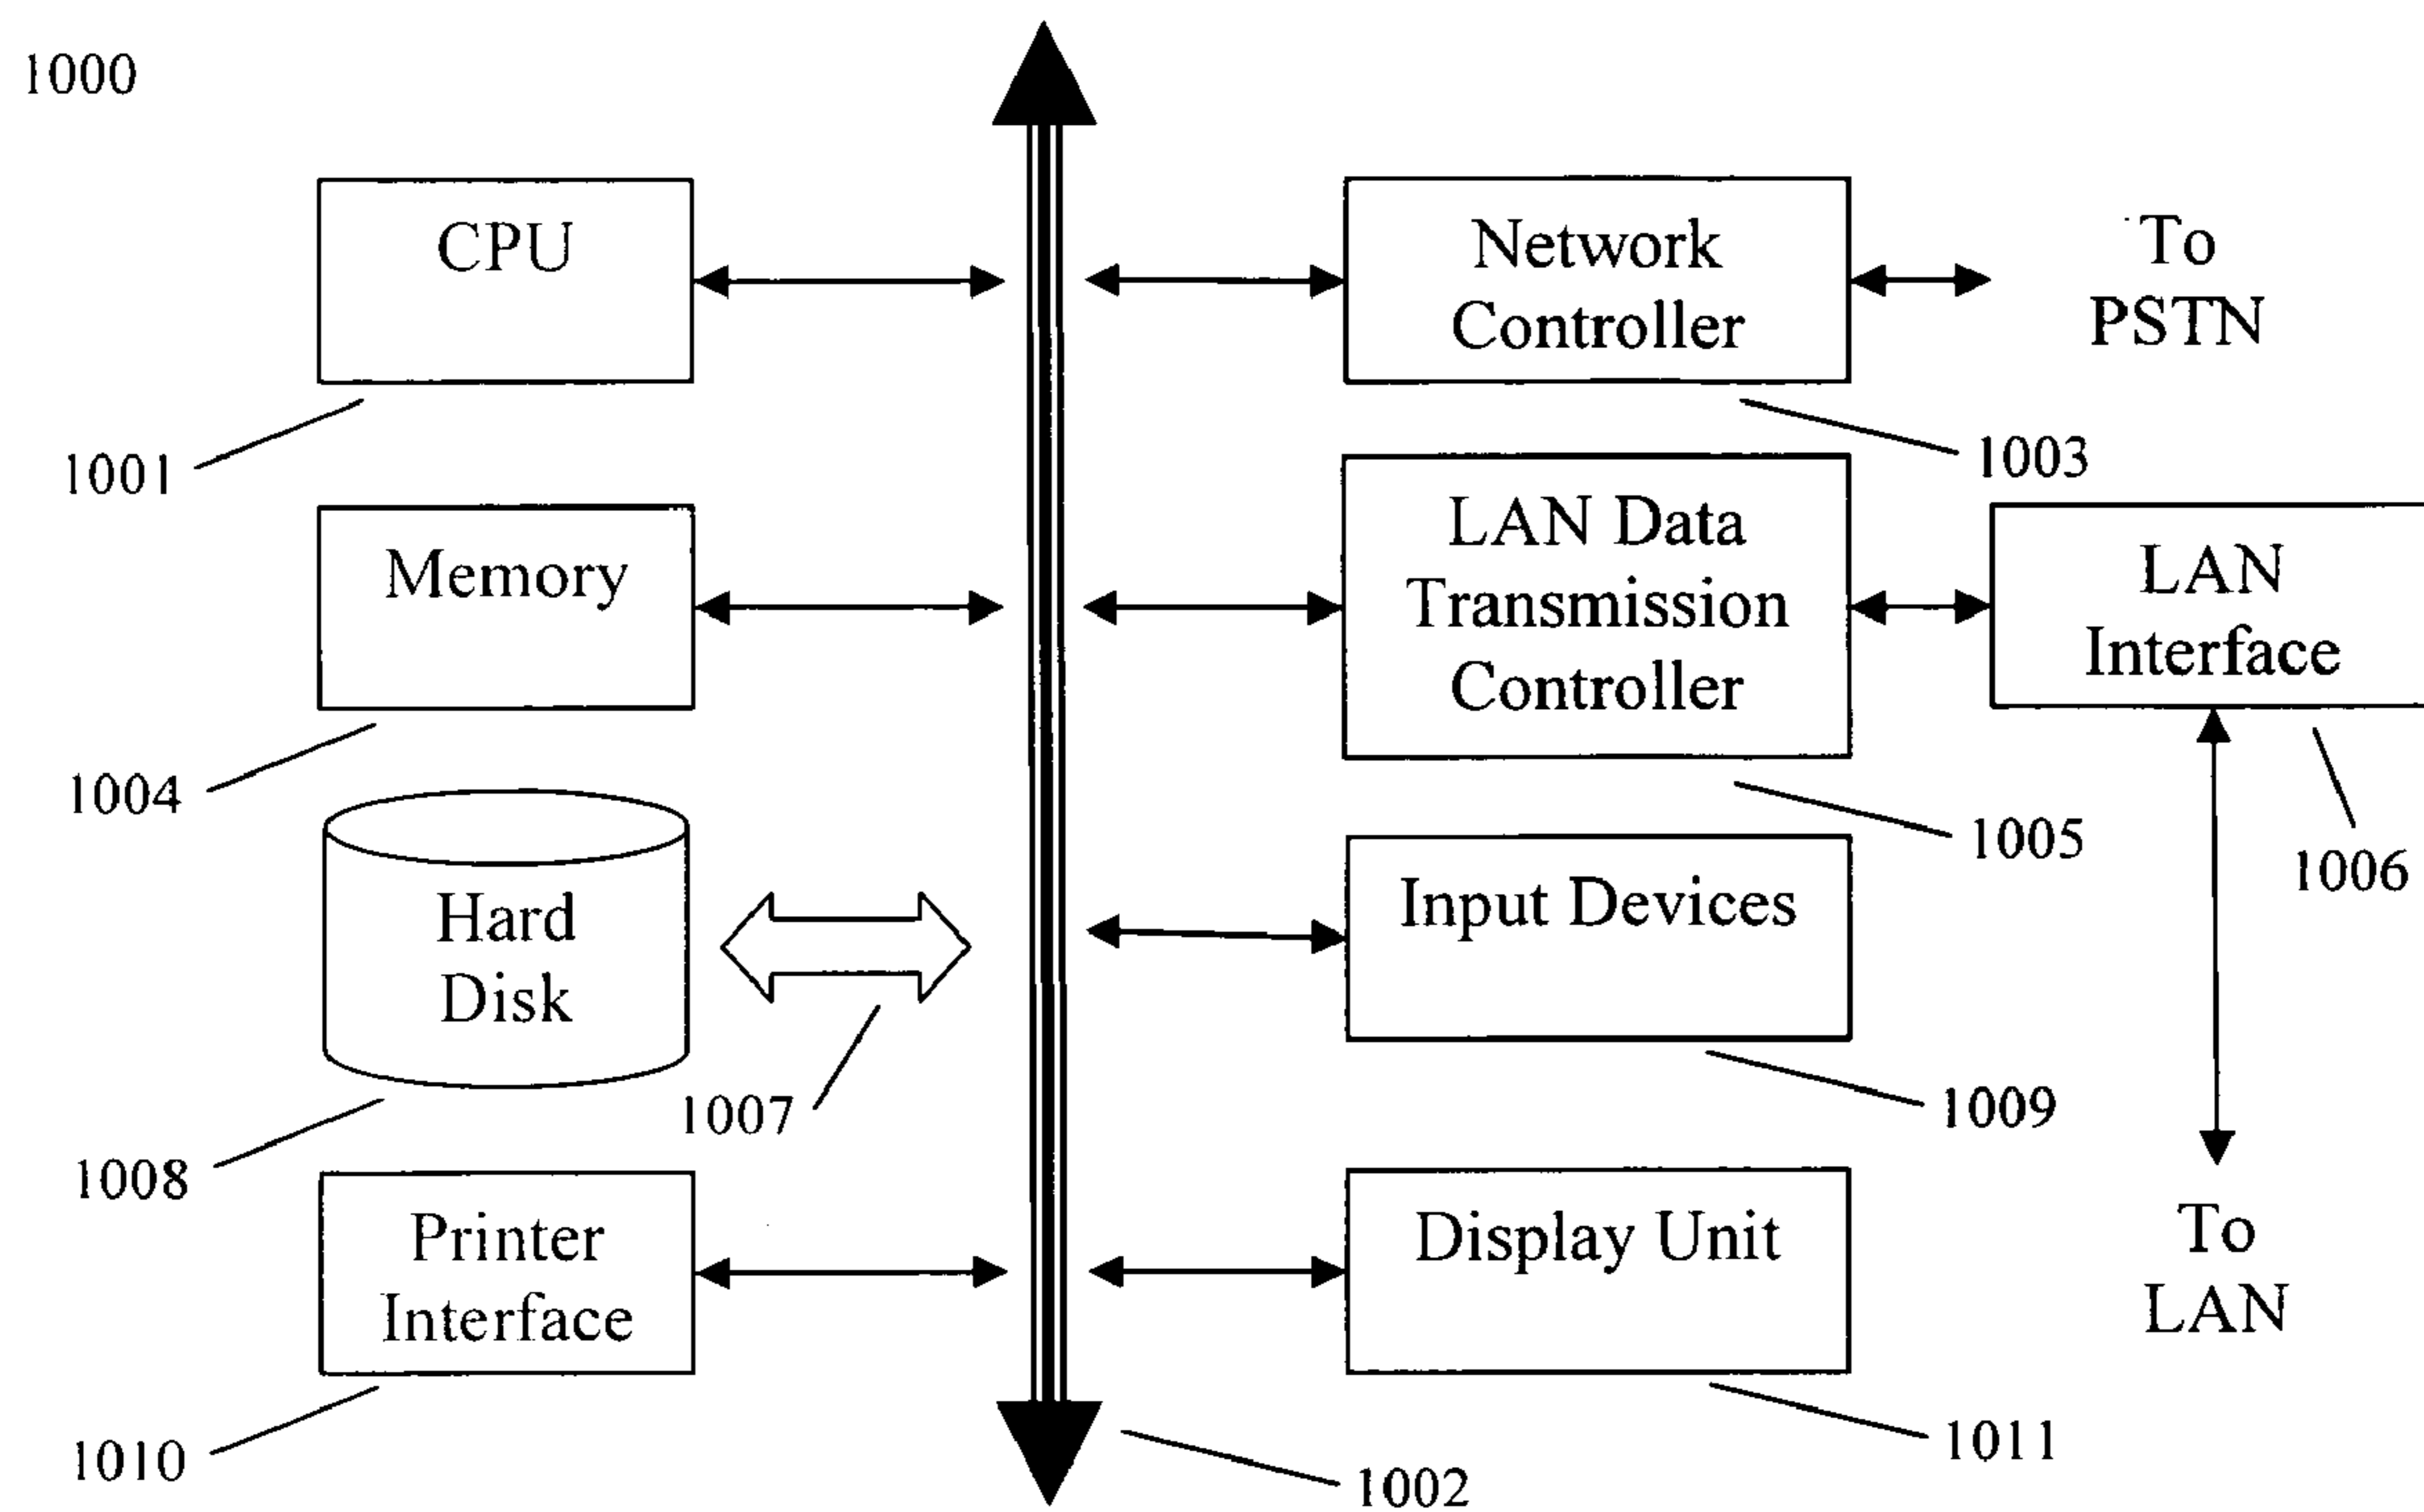 1000
CPU
1001
Network
Controller
1003
To
PSTN
Memory
1004
LAN Data
Transmission
Controller
1005
LAN
Interface
1006
Hard
Disk
1007
1008
Input Devices
1009
Printer
Interface
1010
Display Unit
1011
To
LAN
1002